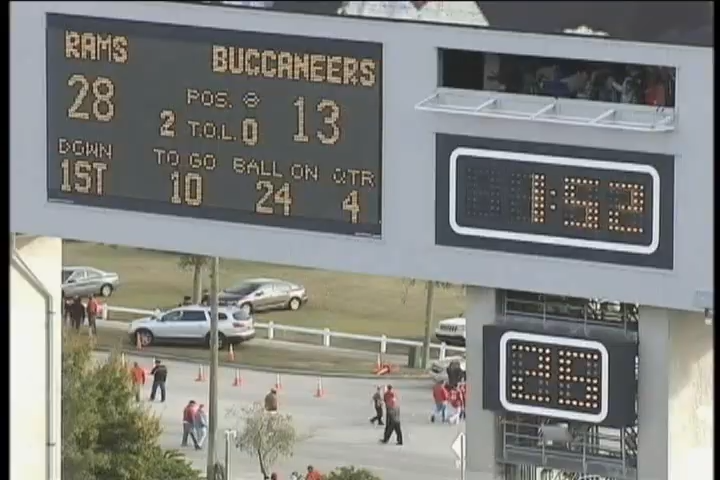 RAMS BUCCANEERS
28 POS. 13
2 T.O.L. 0
DOWN TO GO BALL ON QTR
1ST 10 24 4
1:52